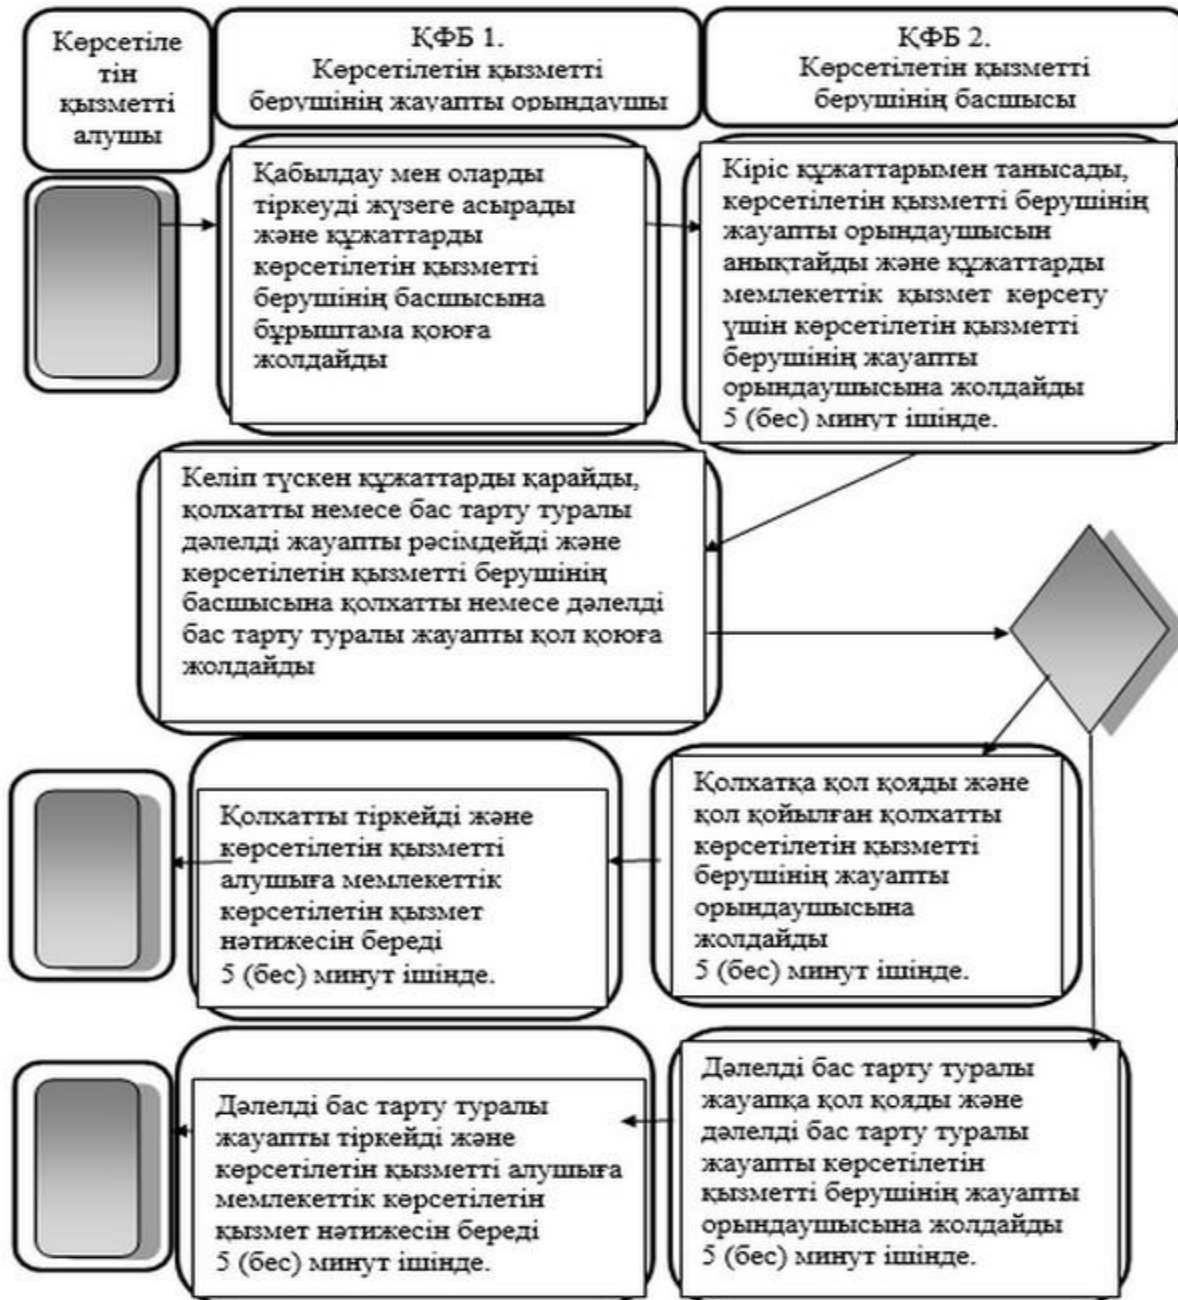 Көрсетіле
тін
қызметті
алушы
ҚФБ 1.
Көрсетілетін қызметті
берушінің жауапты орындаушы
ҚФБ 2.
Көрсетілетін қызметті
берушінің басшысы
Қабылдау мен оларды
тіркеуді жүзеге асырады
және құжаттарды
көрсетілетін қызметті
берушінің басшысына
бұрыштама қоюға
жолдайды
Кіріс құжаттарымен танысады,
көрсетілетін қызметті берушінің
жауапты орындаушысын
анықтайды және құжаттарды
мемлекеттік қызмет көрсету
үшін көрсетілетін қызметті
берушінің жауапты
орындаушысына жолдайды
5 (бес) минут ішінде.
Келіп түскен құжаттарды қарайды,
қолхатты немесе бас тарту туралы
дәлелді жауапты рәсімдейді және
көрсетілетін қызметті берушінің
басшысына қолхатты немесе дәлелді
бас тарту туралы жауапты қол қоюға
жолдайды
Қолхатқа қол қояды және
қол қойылған қолхатты
көрсетілетін қызметті
берушінің жауапты
орындаушысына
жолдайды
5 (бес) минут ішінде.
Қолхатты тіркейді және
көрсетілетін қызметті
алушыға мемлекеттік
көрсетілетін қызмет
нәтижесін береді
5 (бес) минут ішінде.
Дәлелді бас тарту туралы
жауапқа қол қояды және
дәлелді бас тарту туралы
жауапты көрсетілетін
қызметті берушінің жауапты
орындаушысына жолдайды
5 (бес) минут ішінде.
Дәлелді бас тарту туралы
жауапты тіркейді және
көрсетілетін қызметті алушыға
мемлекеттік көрсетілетін
қызмет нәтижесін береді
5 (бес) минут ішінде.